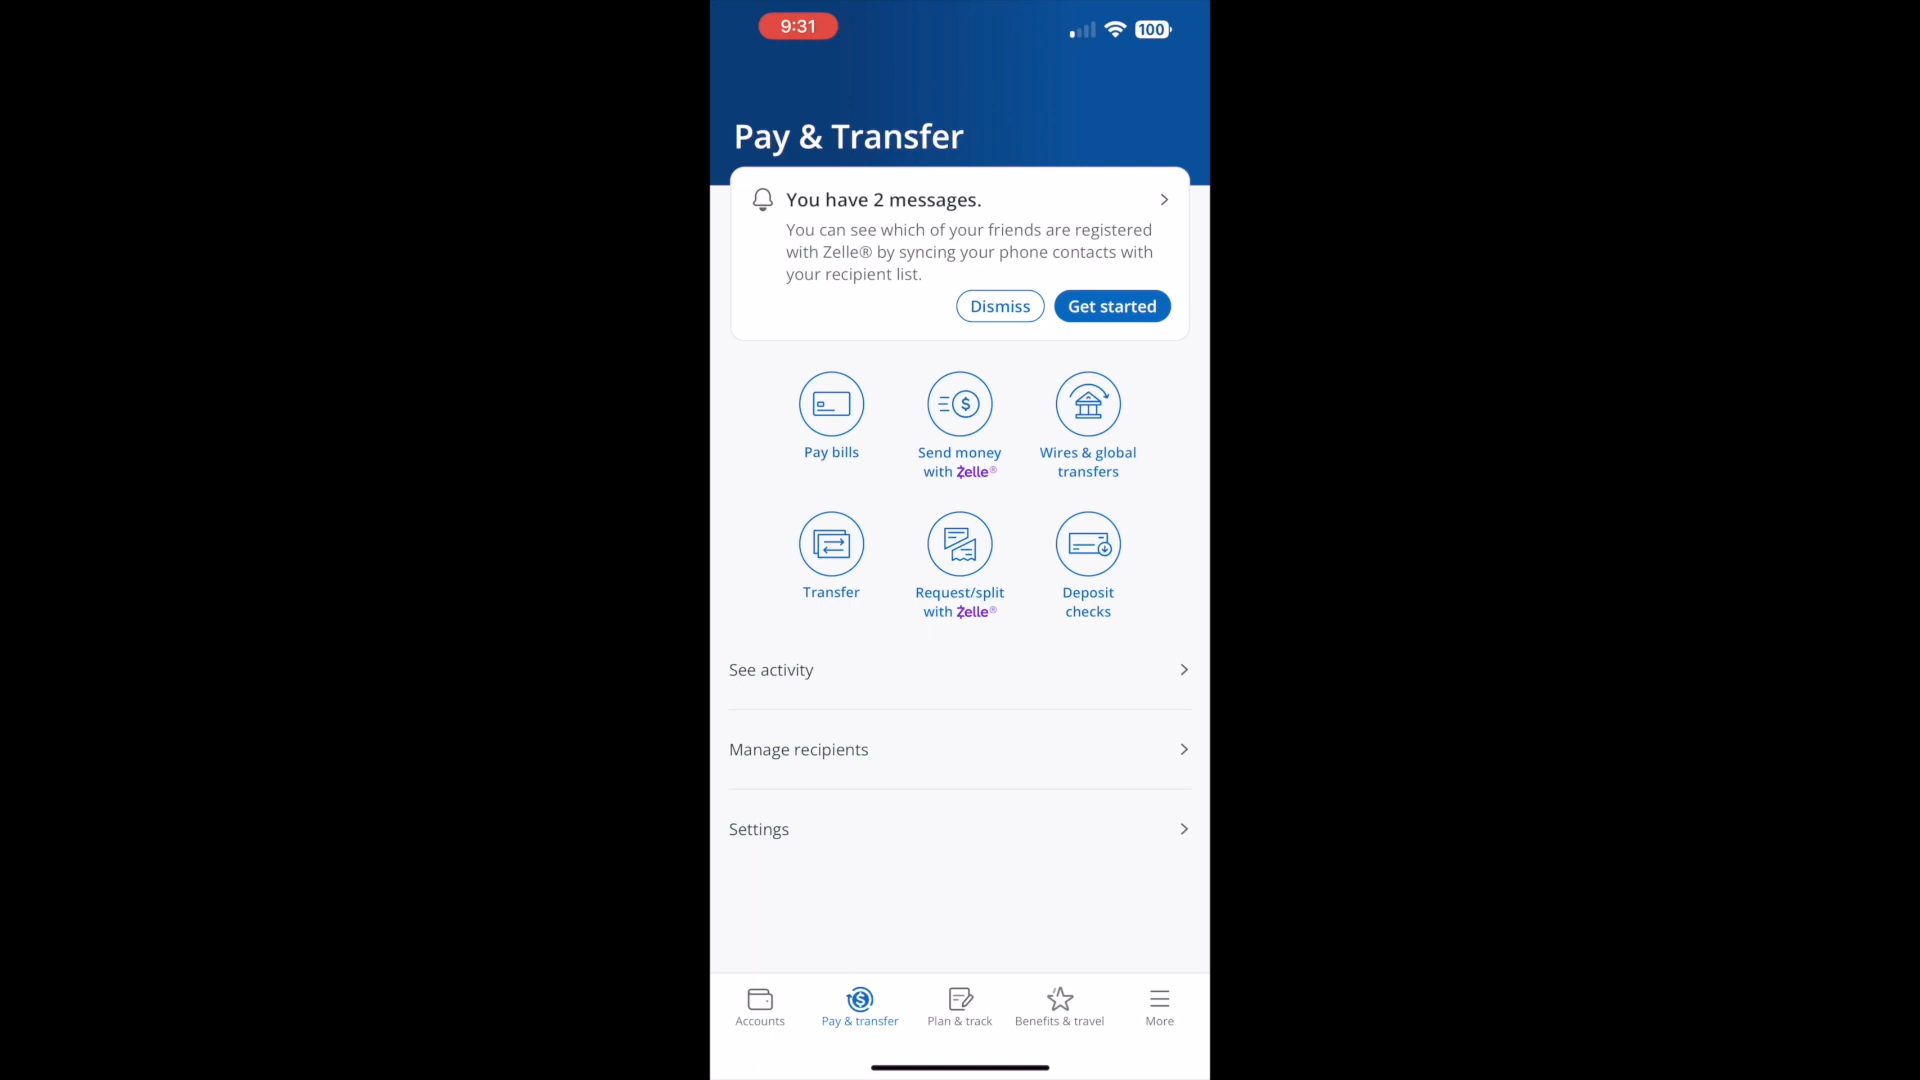 9:31
100
Pay & Transfer
You have 2 messages.
You can see which of your friends are registered
with Zelle® by syncing your phone contacts with
your recipient list.
Dismiss
Get started
Pay bills
Send money
with Zelle®
Wires & global
transfers
Transfer
Request/split
with Zelle®
Deposit
checks
See activity
Manage recipients
Settings
Accounts
Pay & transfer
Plan & track
Benefits & travel
More